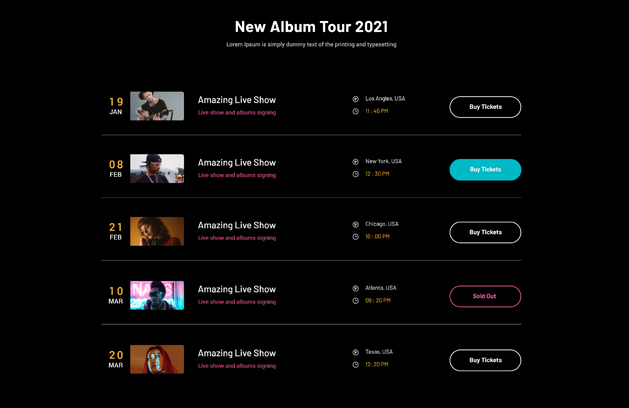 New Album Tour 2021
Lorem Ipsum is simply dummy text of the printing and typesetting
19
JAN
Amazing Live Show
Live show and albums signing
Los Angles, USA
11 : 45 PM
Buy Tickets
08
FEB
Amazing Live Show
Live show and albums signing
New York, USA
12 : 30 PM
Buy Tickets
21
FEB
Amazing Live Show
Live show and albums signing
Chicago, USA
10 : 00 PM
Buy Tickets
10
MAR
Amazing Live Show
Live show and albums signing
Atlanta, USA
09 : 20 PM
Sold Out
20
MAR
Amazing Live Show
Live show and albums signing
Texas, USA
12 : 20 PM
Buy Tickets